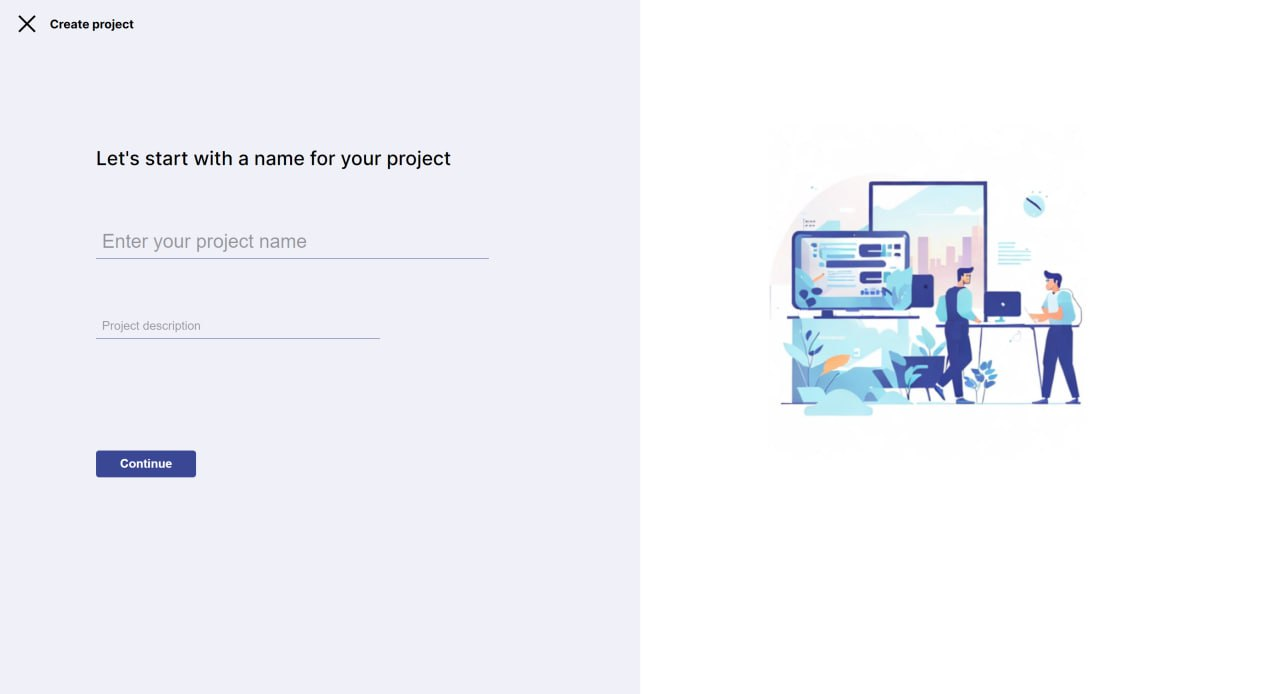 Create project
Let's start with a name for your project
Enter your project name
Project description
Continue